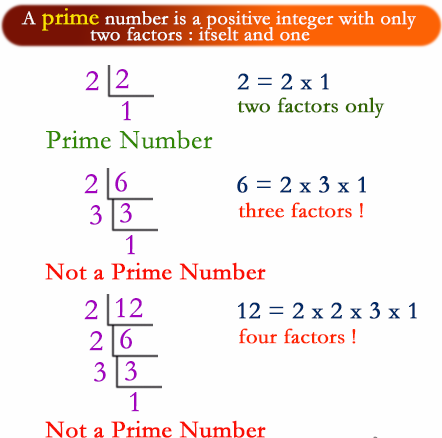 A prime number is a positive integer with only
two factors : itselt and one
2 2
1
2 = 2 x 1
two factors only
Prime Number
2 6
3 3
1
6 = 2 x 3 x 1
three factors !
Not a Prime Number
2 12
2 6
3 3
1
12 = 2 x 2 x 3 x 1
four factors !
Not a Prime Number